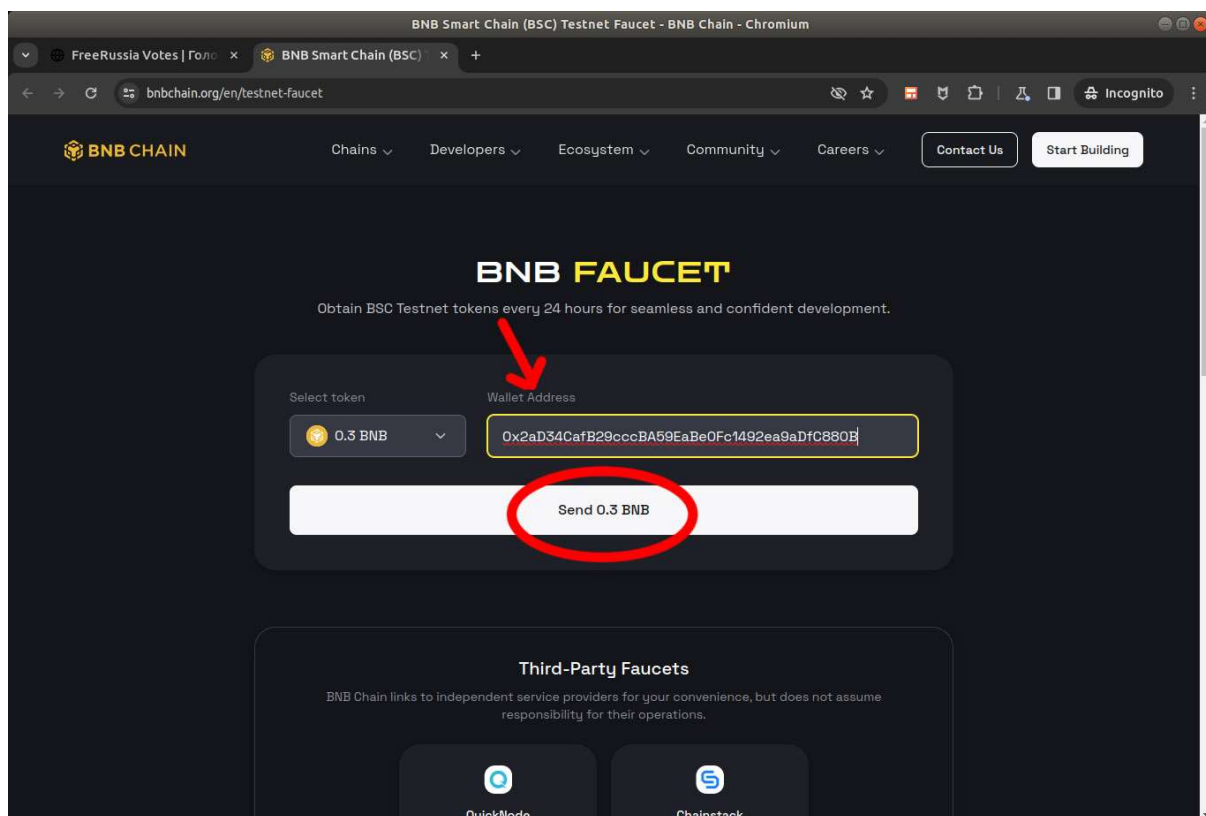 BNB Smart Chain (BSC) Testnet Faucet - BNB Chain - Chromium
FreeRussia Votes | Голо
BNB Smart Chain (BSC) T
bnbchain.org/en/testnet-faucet
Incognito
BNB CHAIN
Chains
Developers
Ecosystem
Community
Careers
Contact Us
Start Building
BNB FAUCET
Obtain BSC Testnet tokens every 24 hours for seamless and confident development.
Select token
Wallet Address
0.3 BNB
0x2aD34CafB29cccBA59EaBe0Fc1492ea9aDfC880B
Send 0.3 BNB
Third-Party Faucets
BNB Chain links to independent service providers for your convenience, but does not assume
responsibility for their operations.
QuickNode
Chainstack